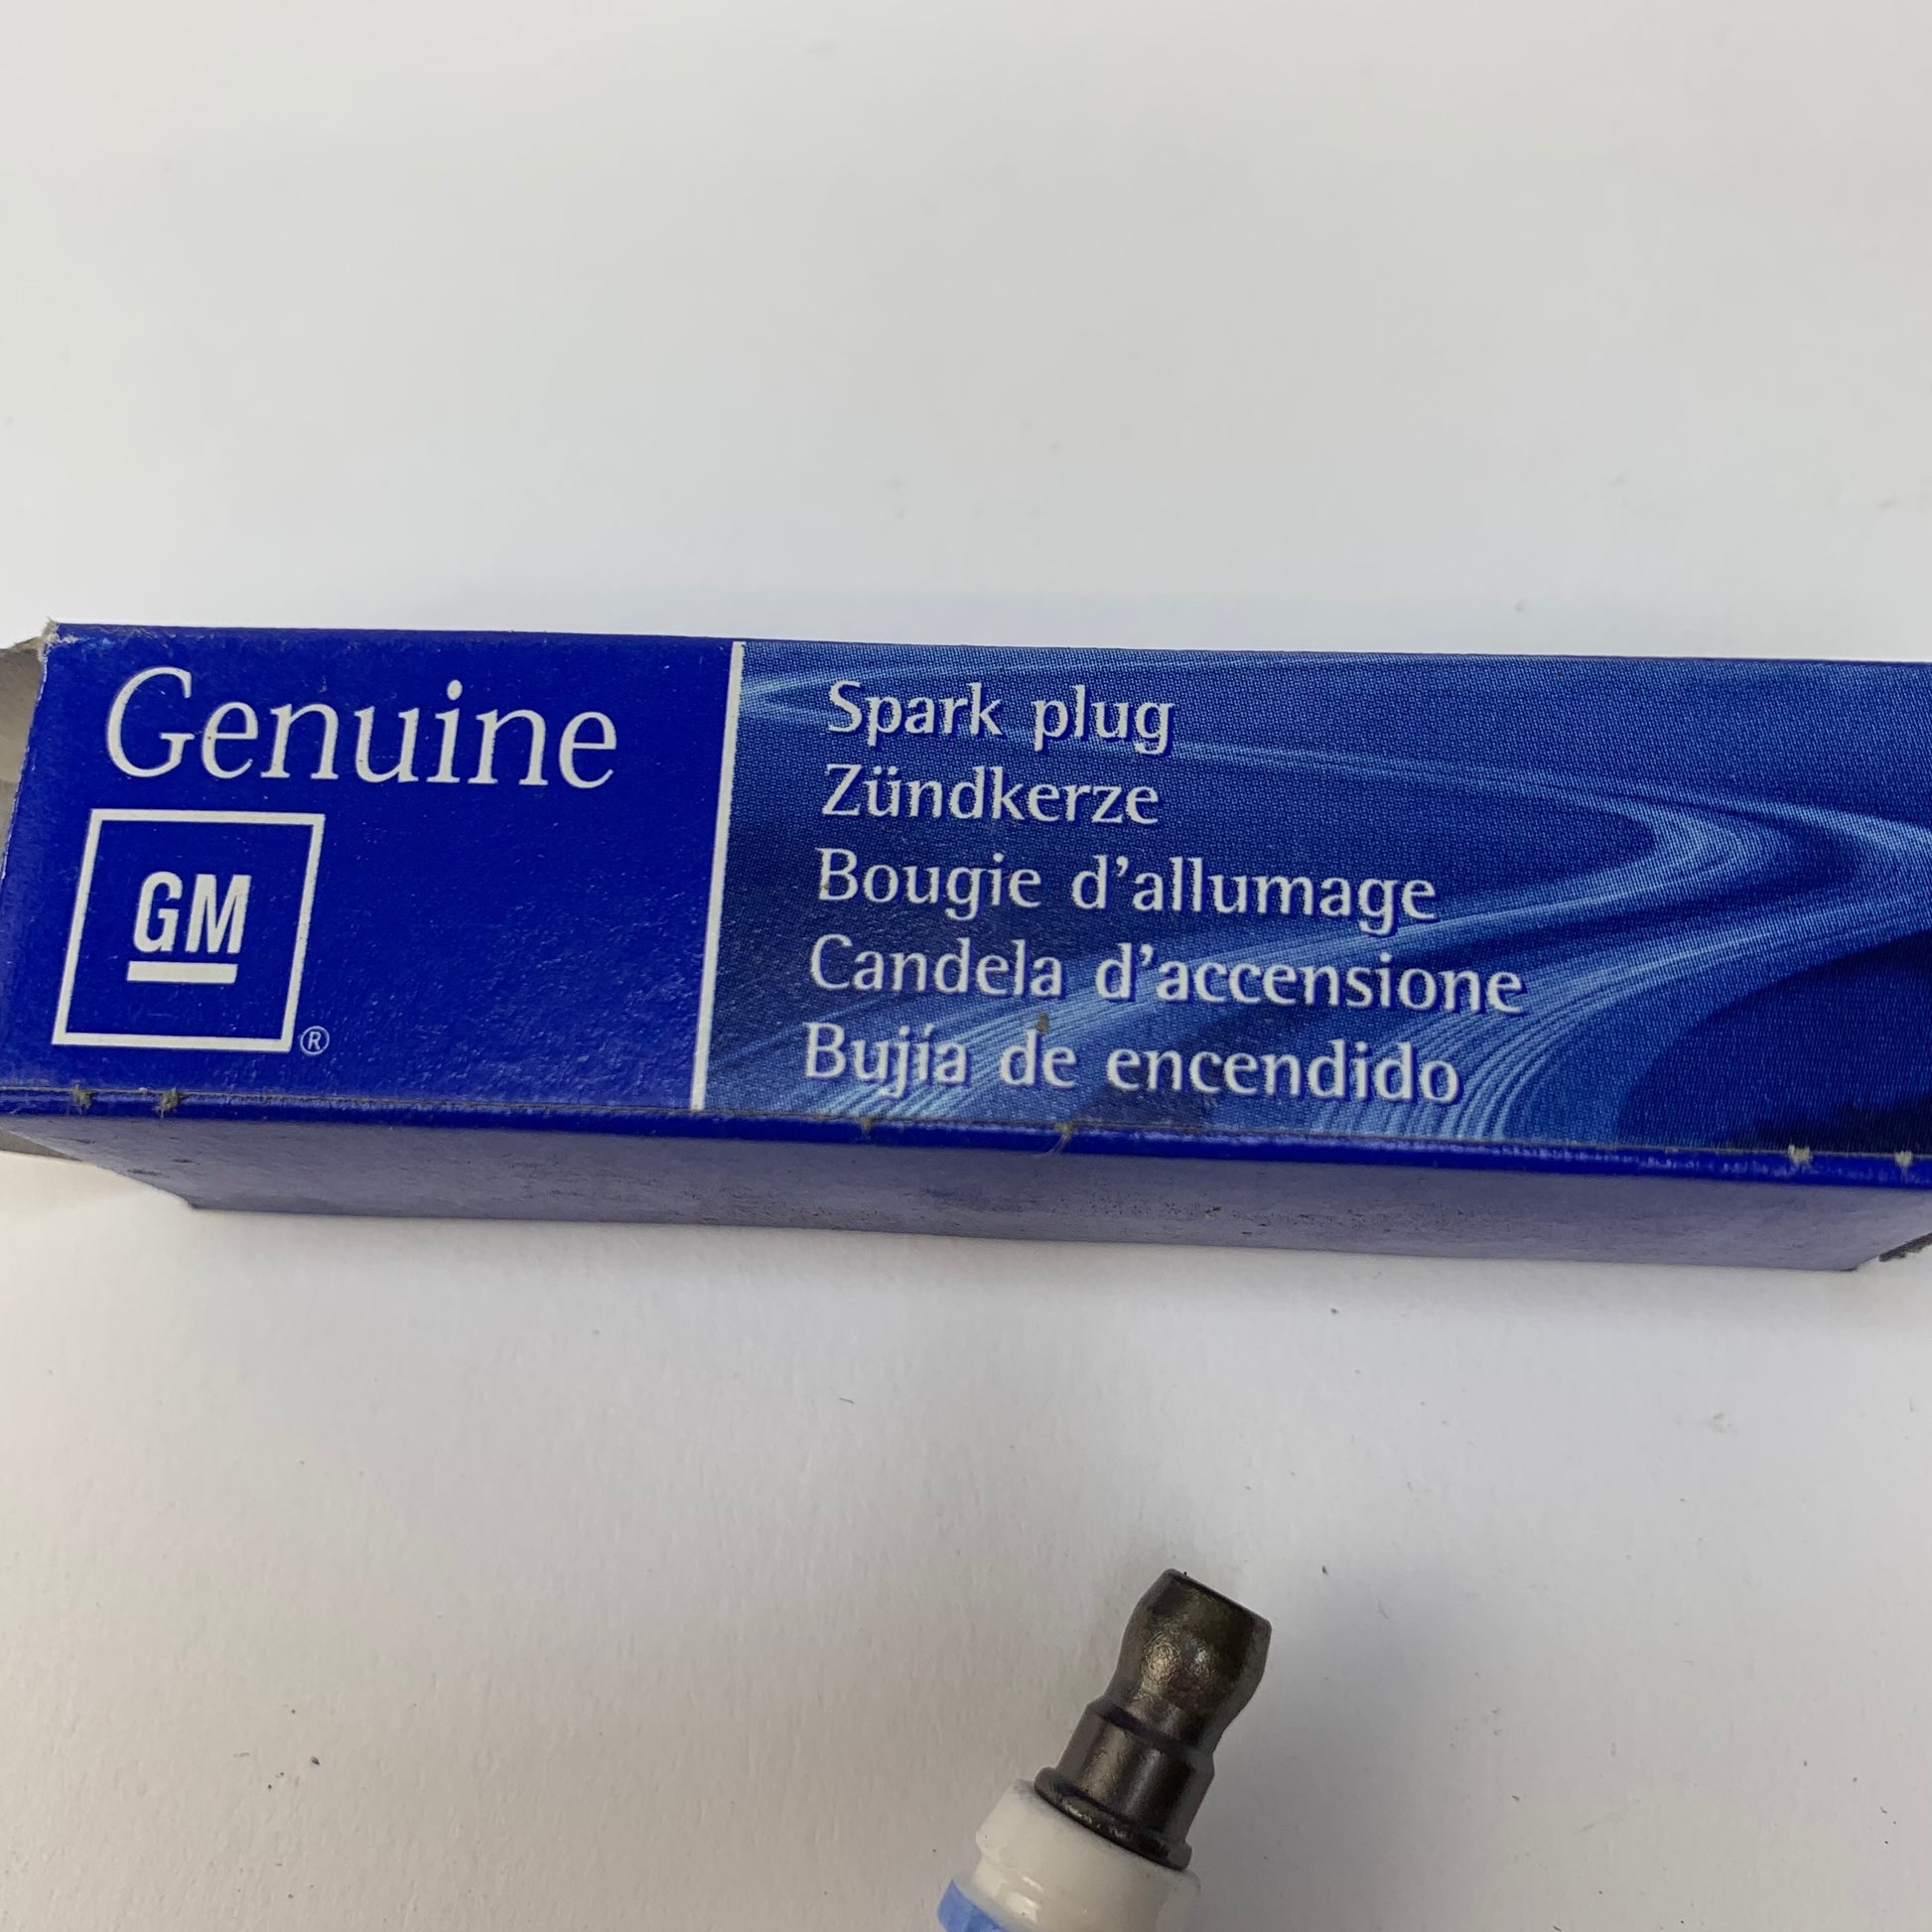 Genuine
GM
®
Spark plug
Zündkerze
Bougie d'allumage
Candela d'accensione
Bujía de encendido